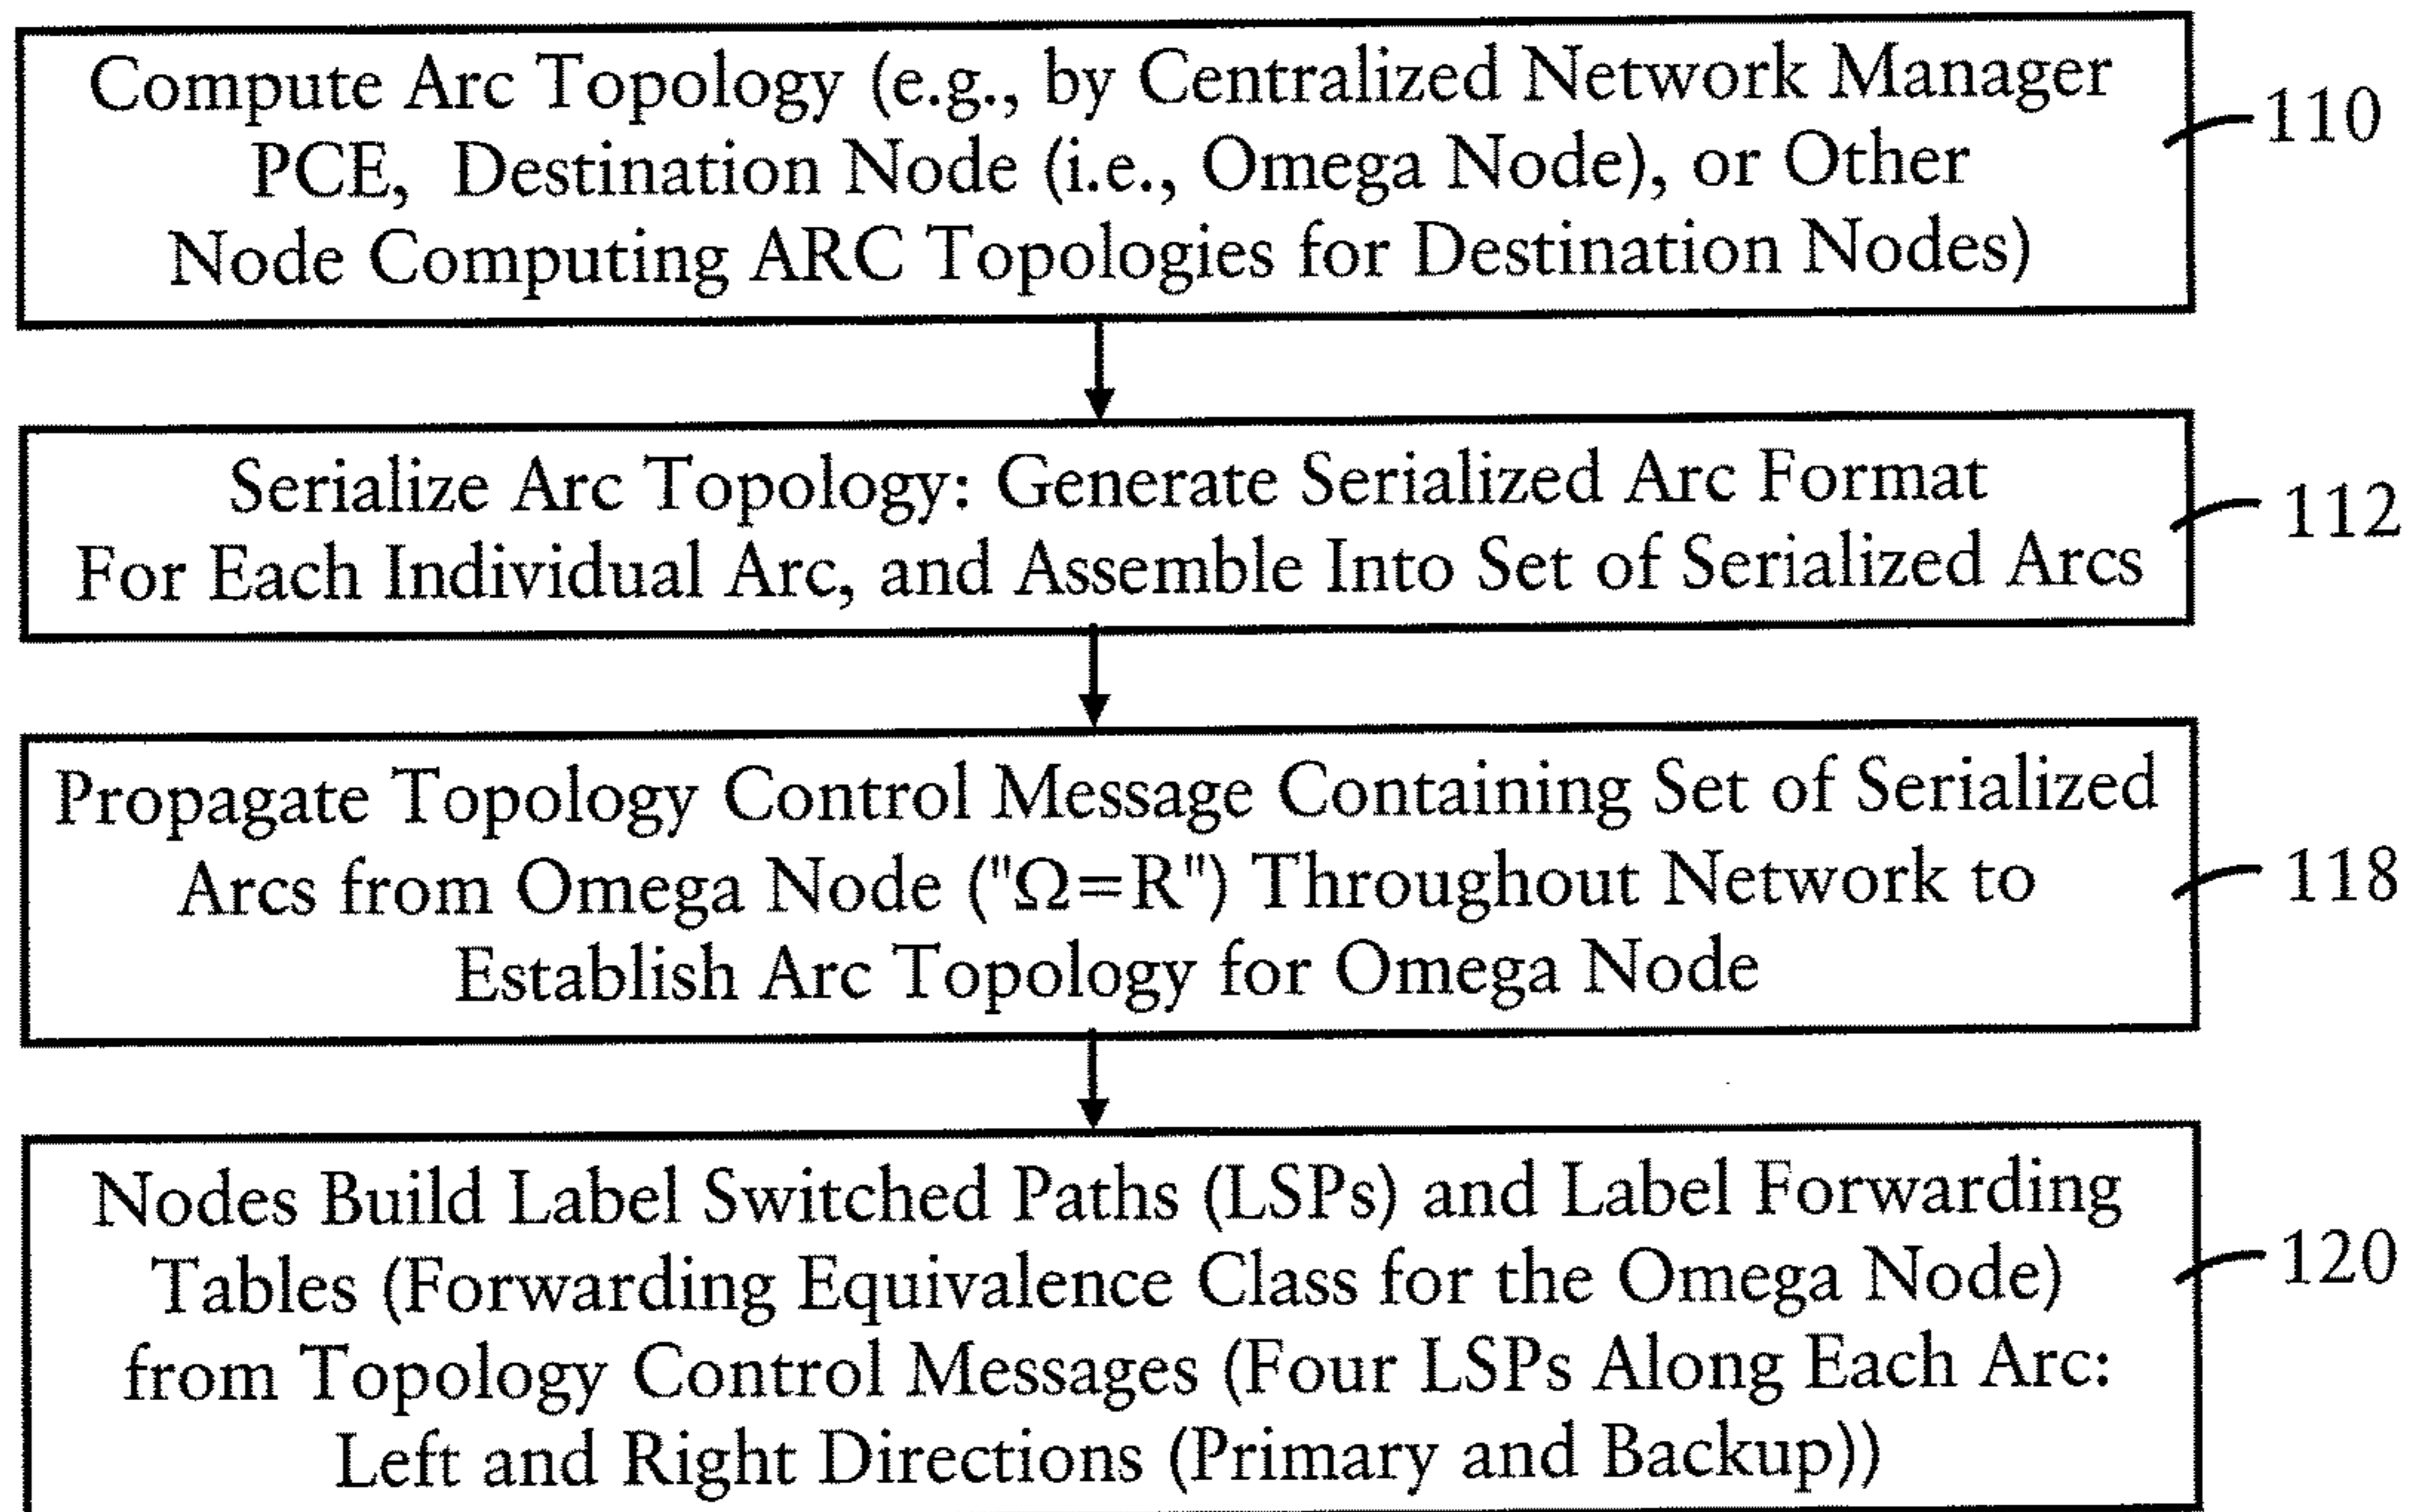 Compute Arc Topology (e.g., by Centralized Network Manager
PCE, Destination Node (i.e., Omega Node), or Other
Node Computing ARC Topologies for Destination Nodes)
110
Serialize Arc Topology: Generate Serialized Arc Format
For Each Individual Arc, and Assemble Into Set of Serialized Arcs
112
Propagate Topology Control Message Containing Set of Serialized
Arcs from Omega Node ("Ω=R") Throughout Network to
Establish Arc Topology for Omega Node
118
Nodes Build Label Switched Paths (LSPs) and Label Forwarding
Tables (Forwarding Equivalence Class for the Omega Node)
from Topology Control Messages (Four LSPs Along Each Arc:
Left and Right Directions (Primary and Backup))
120